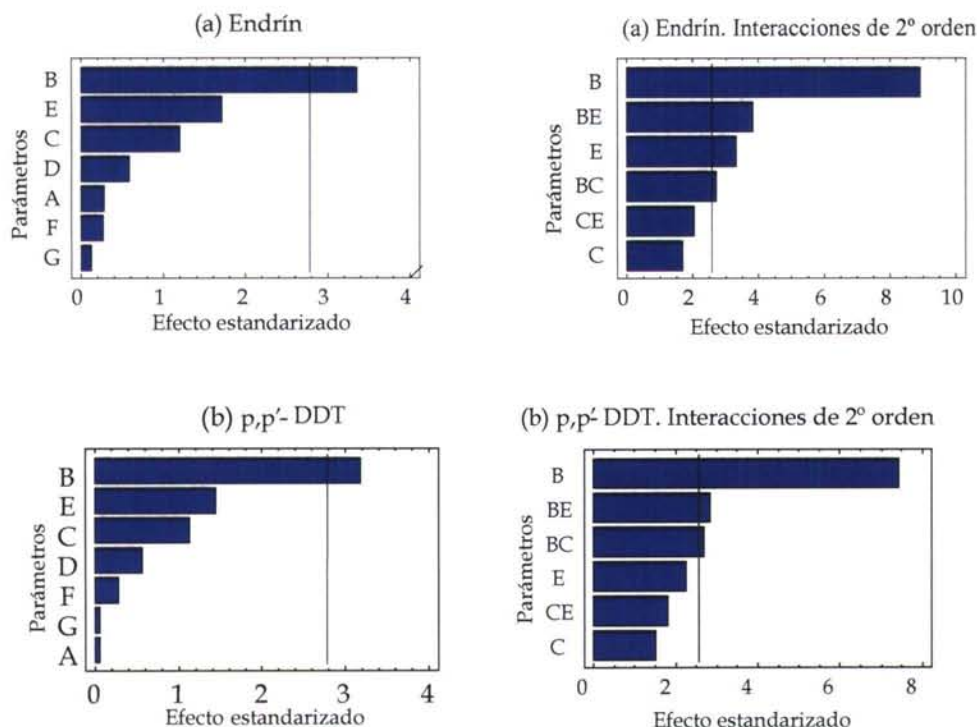 (a) Endrín
Parámetros
B
E
C
D
A
F
G
0 1 2 3 4
Efecto estandarizado
(a) Endrín. Interacciones de 2º orden
Parámetros
B
BE
E
BC
CE
C
0 2 4 6 8 10
Efecto estandarizado
(b) p,p'- DDT
Parámetros
B
E
C
D
F
G
A
0 1 2 3 4
Efecto estandarizado
(b) p,p'- DDT. Interacciones de 2º orden
Parámetros
B
BE
BC
E
CE
C
0 2 4 6 8
Efecto estandarizado